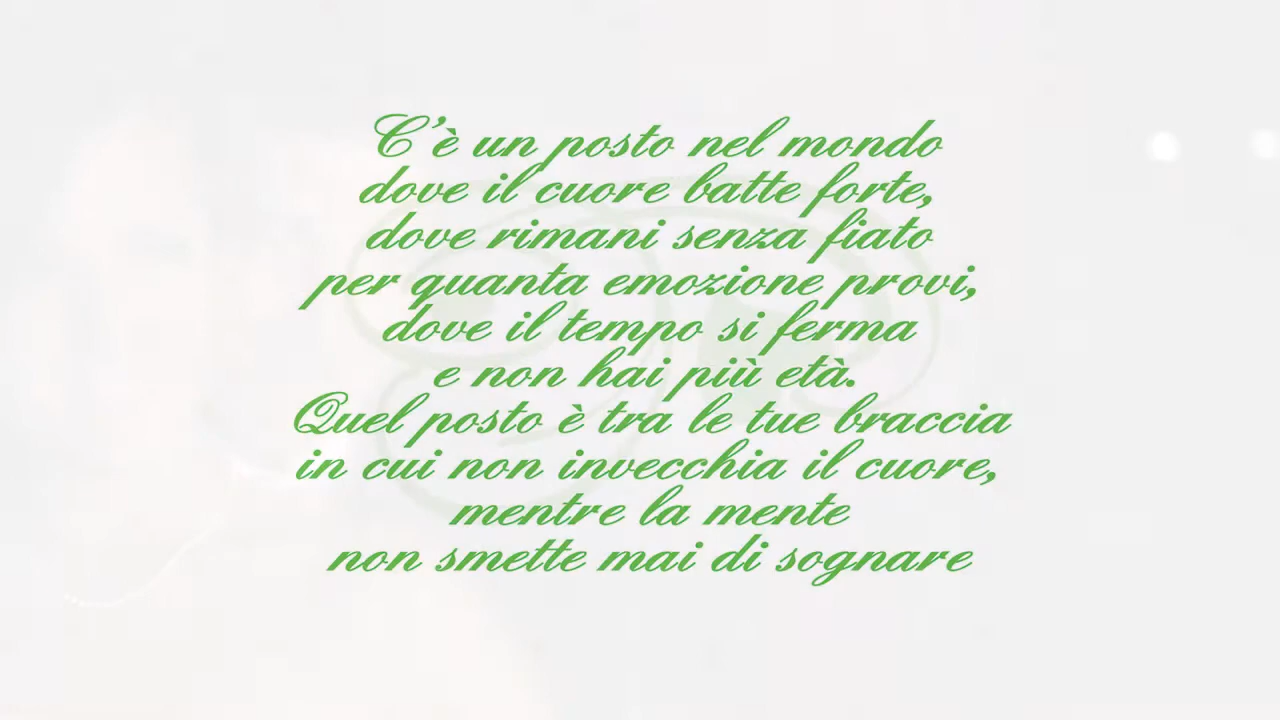 C'è un posto nel mondo
dove il cuore batte forte,
dove rimani senza fiato
per quanta emozione provi,
dove il tempo si ferma
e non hai più età.
Quel posto è tra le tue braccia
in cui non invecchia il cuore,
mentre la mente
non smette mai di sognare